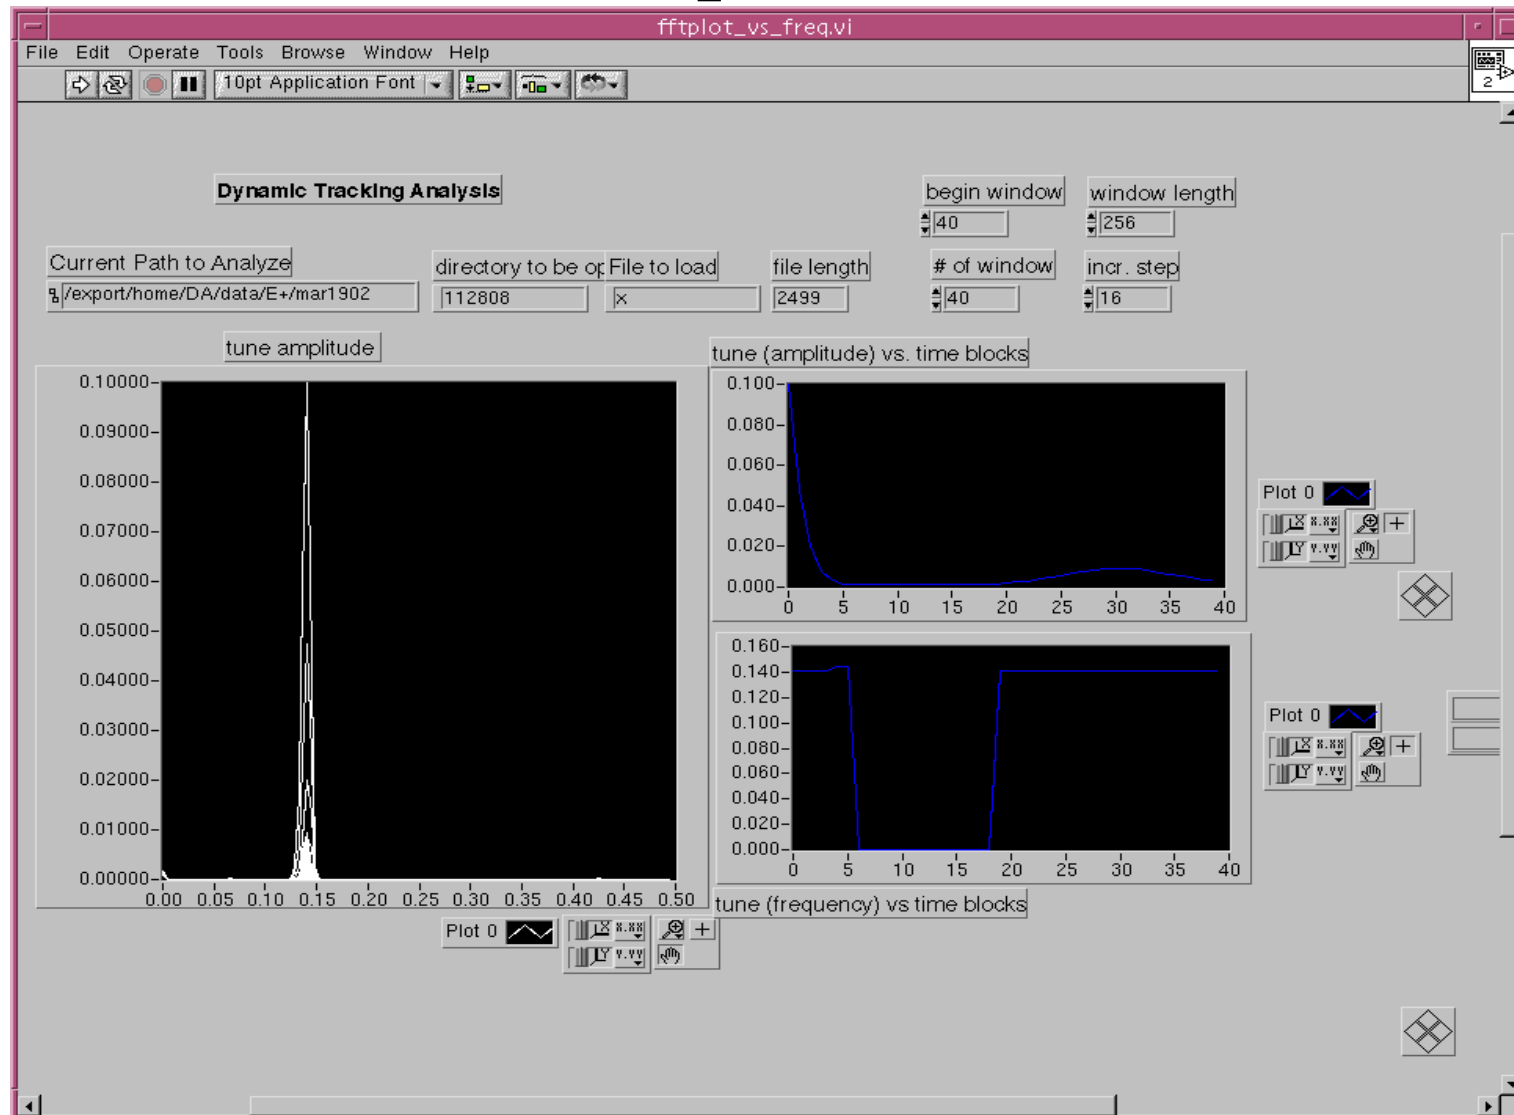 fftplot_vs_freq.vi
File Edit Operate Tools Browse Window Help
10pt Application Font
2
Dynamic Tracking Analysis
begin window
window length
40
256
Current Path to Analyze
directory to be op
File to load
file length
# of window
incr. step
/export/home/DA/data/E+/mar1902
112808
x
2499
40
16
tune amplitude
0.10000
0.09000
0.08000
0.07000
0.06000
0.05000
0.04000
0.03000
0.02000
0.01000
0.00000
0.00 0.05 0.10 0.15 0.20 0.25 0.30 0.35 0.40 0.45 0.50
Plot 0
X X.XX
Y Y.YY
tune (amplitude) vs. time blocks
0.100
0.080
0.060
0.040
0.020
0.000
0 5 10 15 20 25 30 35 40
Plot 0
X X.XX
Y Y.YY
0.160
0.140
0.120
0.100
0.080
0.060
0.040
0.020
0.000
0 5 10 15 20 25 30 35 40
tune (frequency) vs time blocks
Plot 0
X X.XX
Y Y.YY